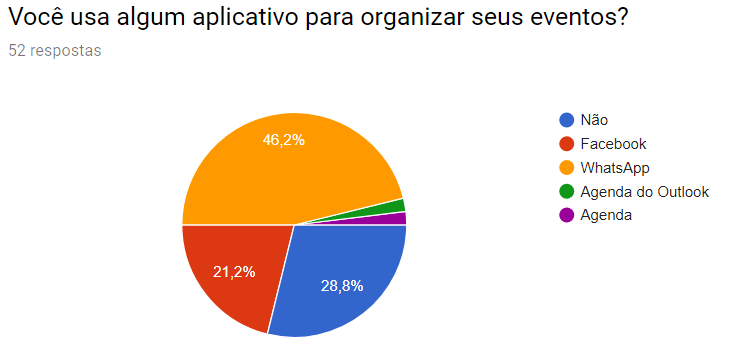 Você usa algum aplicativo para organizar seus eventos?
52 respostas
46,2%
21,2%
28,8%
Não
Facebook
WhatsApp
Agenda do Outlook
Agenda